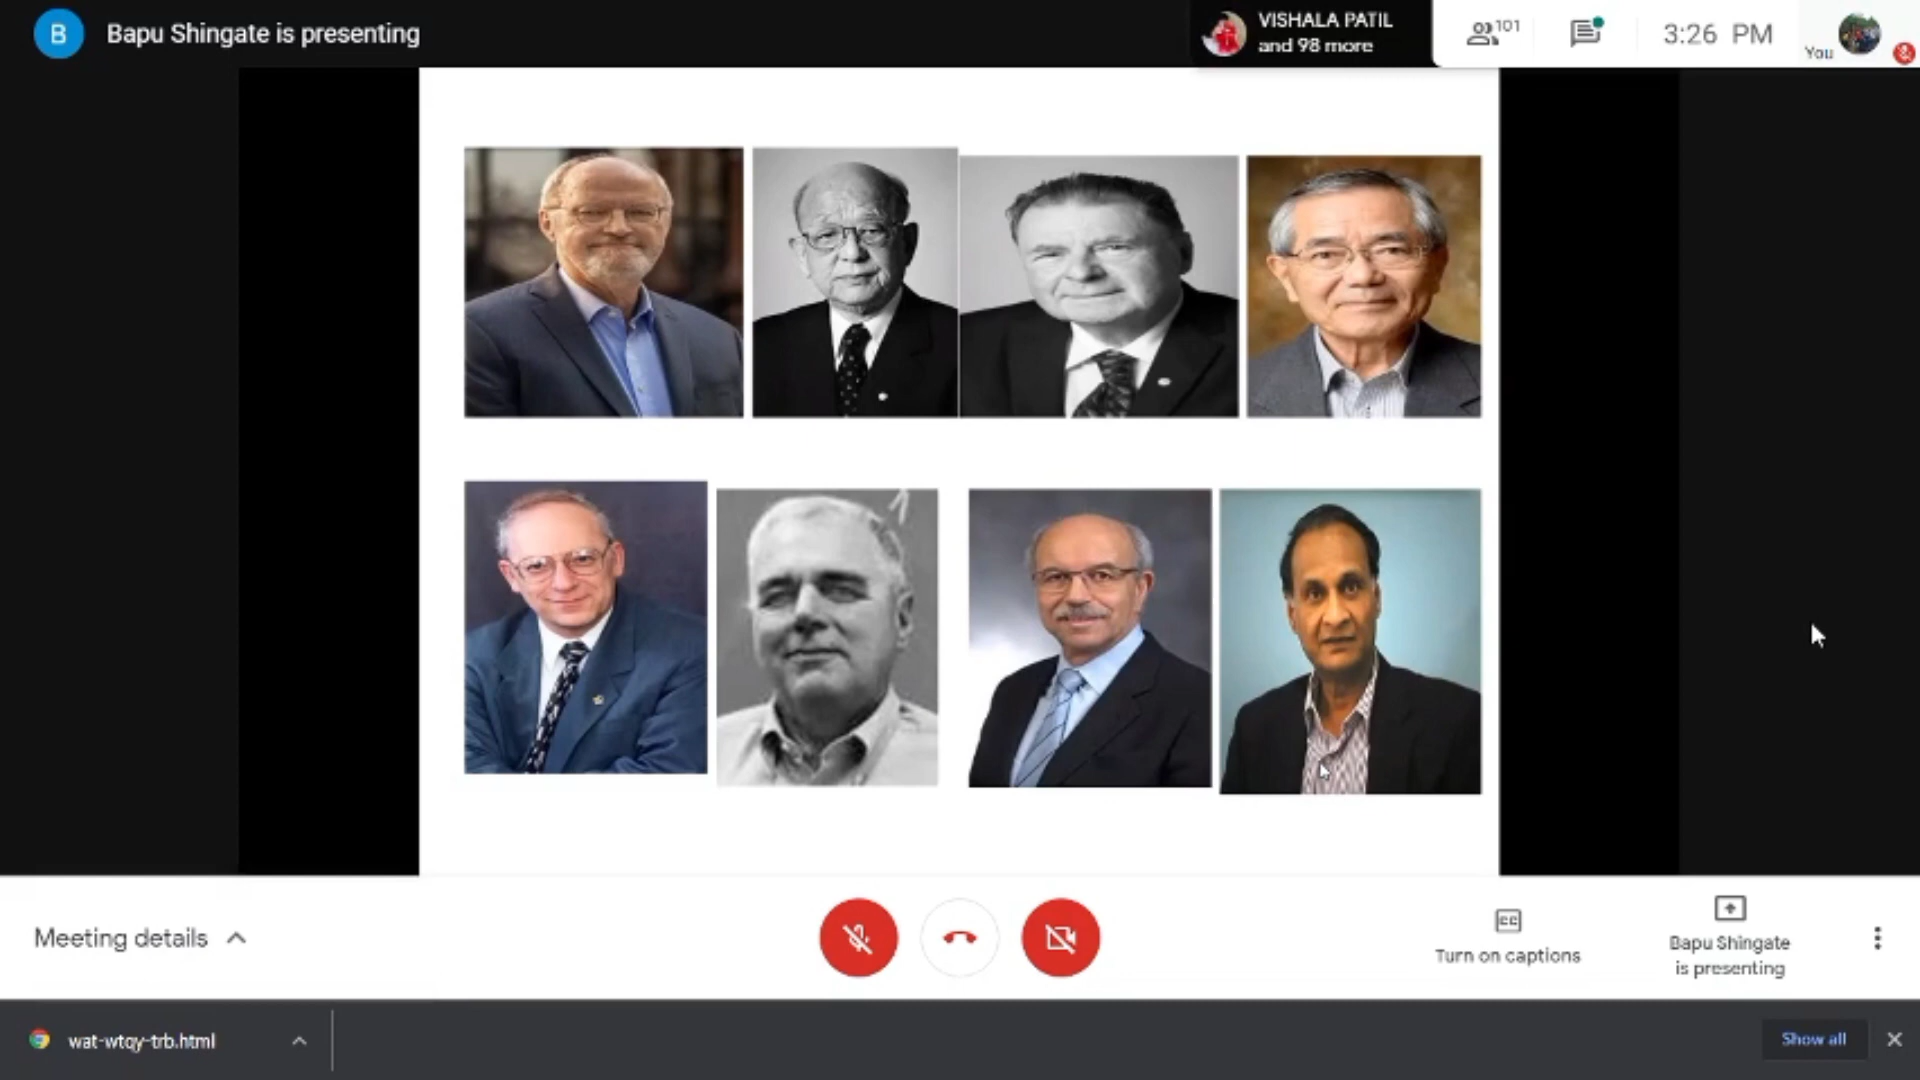 B
Bapu Shingate is presenting
VISHALA PATIL
and 98 more
101
3:26 PM
You
Meeting details
CC
Turn on captions
Bapu Shingate
is presenting
wat-wtqy-trb.html
Show all